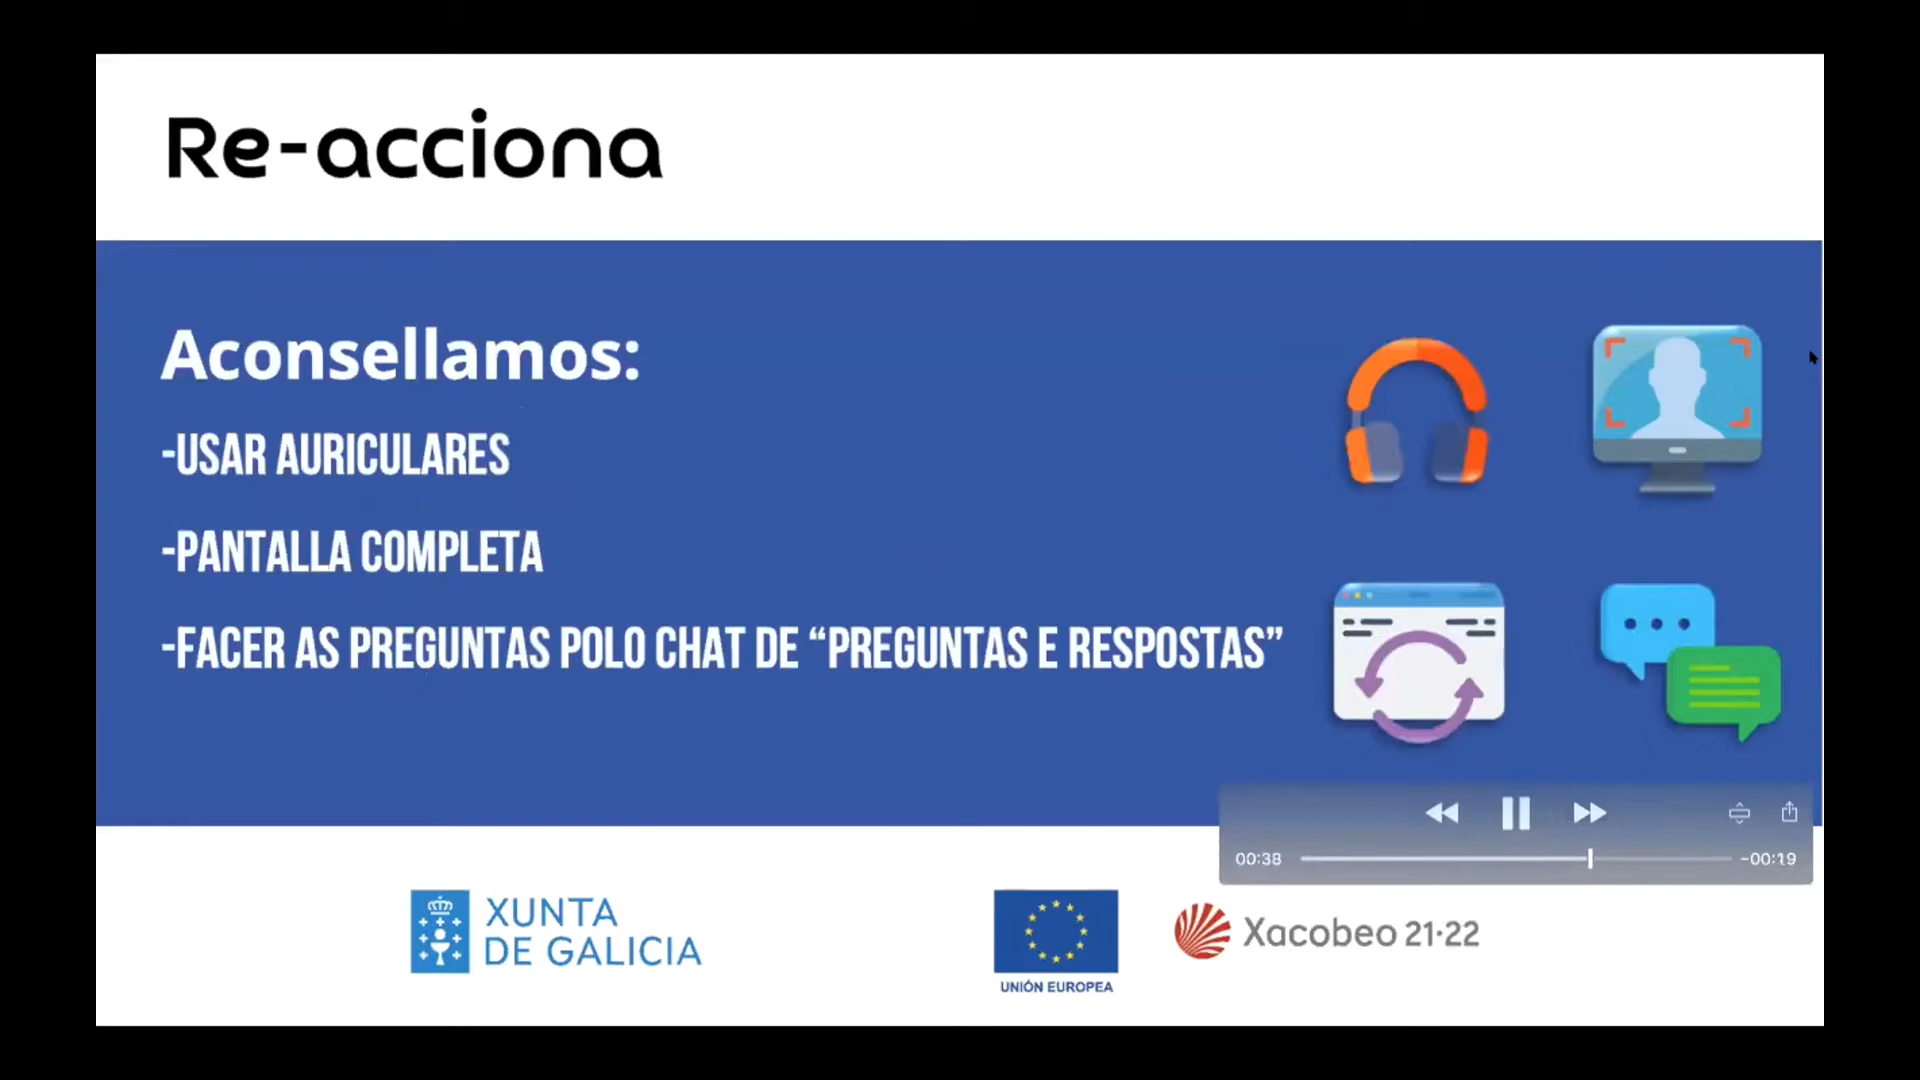 Re-acciona
Aconsellamos:
-USAR AURICULARES
-PANTALLA COMPLETA
-FACER AS PREGUNTAS POLO CHAT DE “PREGUNTAS E RESPOSTAS”
00:38
-00:19
XUNTA
DE GALICIA
UNIÓN EUROPEA
Xacobeo 21·22